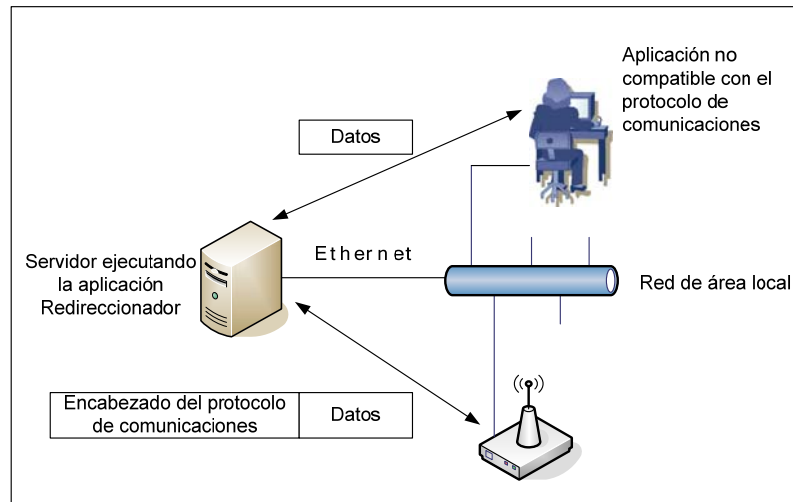 Aplicación no
compatible con el
protocolo de
comunicaciones
Datos
Ethernet
Servidor ejecutando
la aplicación
Redireccionador
Red de área local
Encabezado del protocolo
de comunicaciones
Datos